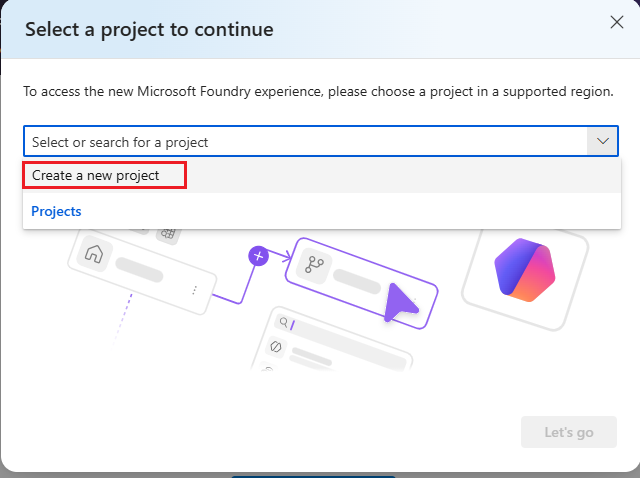 Select a project to continue
To access the new Microsoft Foundry experience, please choose a project in a supported region.
Select or search for a project
Create a new project
Projects
Let's go